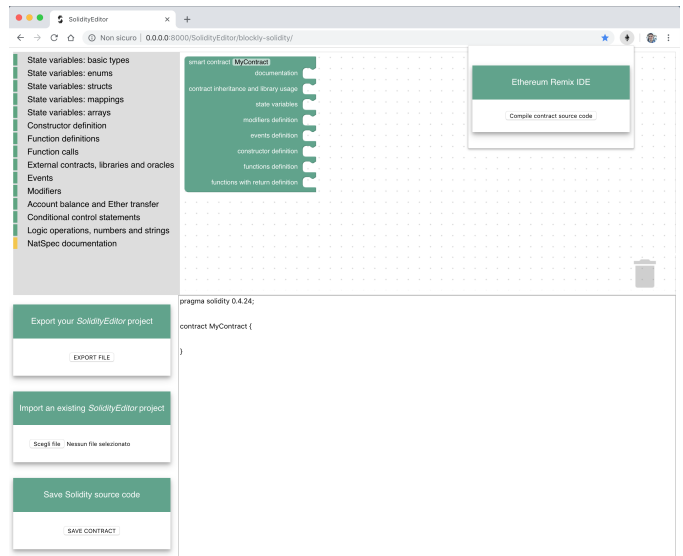 SolidityEditor
Non sicuro | 0.0.0.0:8000/SolidityEditor/blockly-solidity/
State variables: basic types
State variables: enums
State variables: structs
State variables: mappings
State variables: arrays
Constructor definition
Function definitions
Function calls
External contracts, libraries and oracles
Events
Modifiers
Account balance and Ether transfer
Conditional control statements
Logic operations, numbers and strings
NatSpec documentation
smart contract MyContract
documentation
contract inheritance and library usage
state variables
modifiers definition
events definition
constructor definition
functions definition
functions with return definition
Ethereum Remix IDE
Compile contract source code
Export your SolidityEditor project
EXPORT FILE
Import an existing SolidityEditor project
Scegli file Nessun file selezionato
Save Solidity source code
SAVE CONTRACT
pragma solidity 0.4.24;
contract MyContract {
}